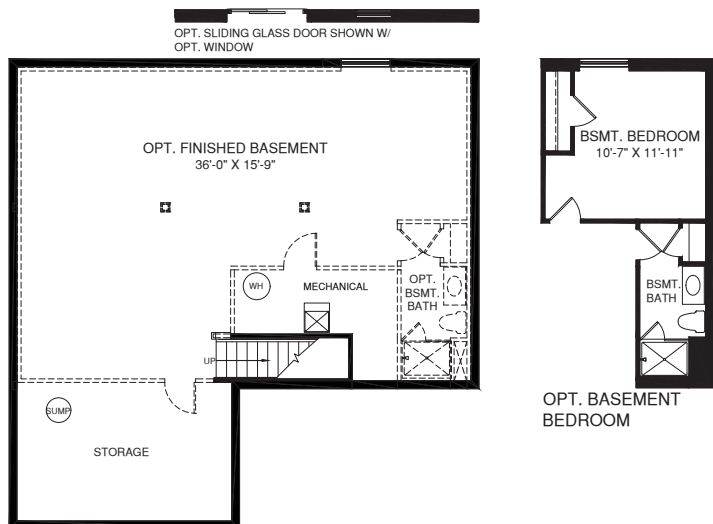 OPT. SLIDING GLASS DOOR SHOWN W/
OPT. WINDOW
OPT. FINISHED BASEMENT
36'-0" X 15'-9"
WH
MECHANICAL
OPT.
BSMT.
BATH
UP
SUMP
STORAGE
BSMT. BEDROOM
10'-7" X 11'-11"
BSMT.
BATH
OPT. BASEMENT
BEDROOM